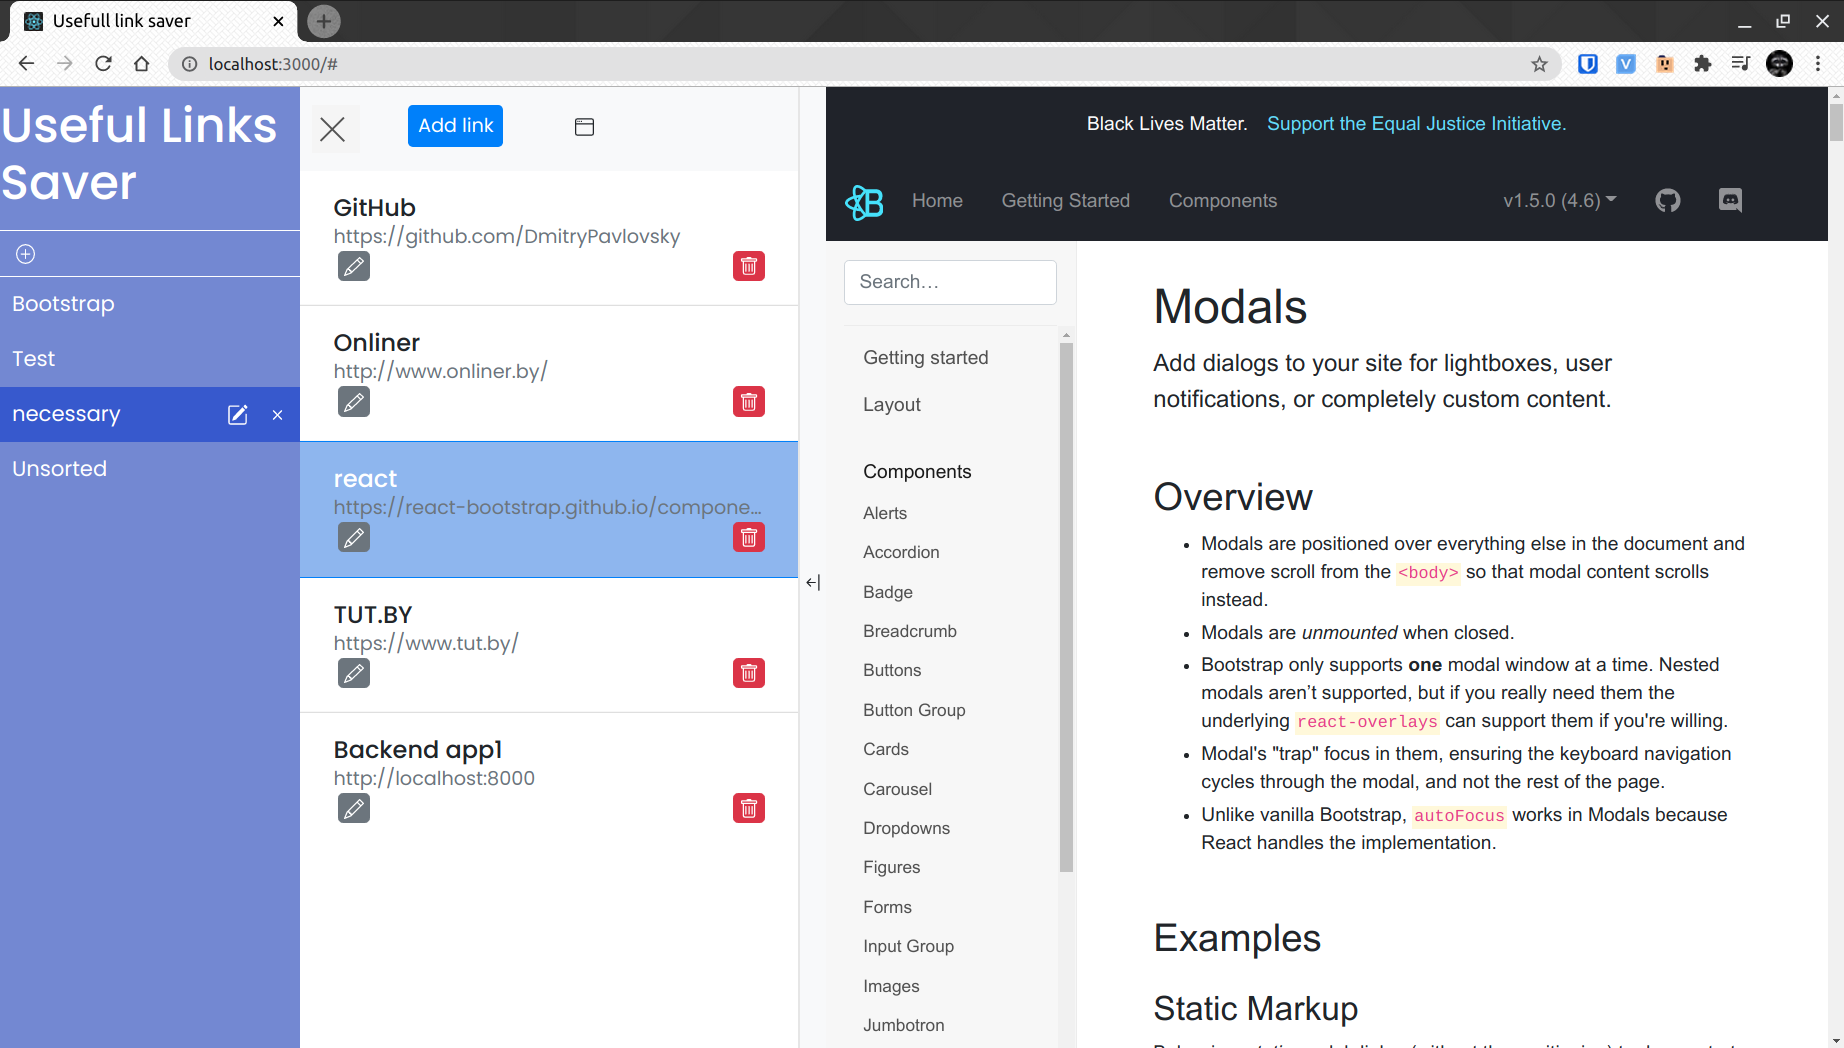 Usefull link saver
localhost:3000/#
Useful Links
Saver
Bootstrap
Test
necessary
Unsorted
Add link
GitHub
https://github.com/DmitryPavlovsky
Onliner
http://www.onliner.by/
react
https://react-bootstrap.github.io/compone...
TUT.BY
https://www.tut.by/
Backend app1
http://localhost:8000
Black Lives Matter. Support the Equal Justice Initiative.
B Home Getting Started Components v1.5.0 (4.6)
Search…
Getting started
Layout
Components
Alerts
Accordion
Badge
Breadcrumb
Buttons
Button Group
Cards
Carousel
Dropdowns
Figures
Forms
Input Group
Images
Jumbotron
Modals
Add dialogs to your site for lightboxes, user
notifications, or completely custom content.
Overview
Modals are positioned over everything else in the document and
remove scroll from the <body> so that modal content scrolls
instead.
Modals are unmounted when closed.
Bootstrap only supports one modal window at a time. Nested
modals aren’t supported, but if you really need them the
underlying react-overlays can support them if you're willing.
Modal's "trap" focus in them, ensuring the keyboard navigation
cycles through the modal, and not the rest of the page.
Unlike vanilla Bootstrap, autoFocus works in Modals because
React handles the implementation.
Examples
Static Markup